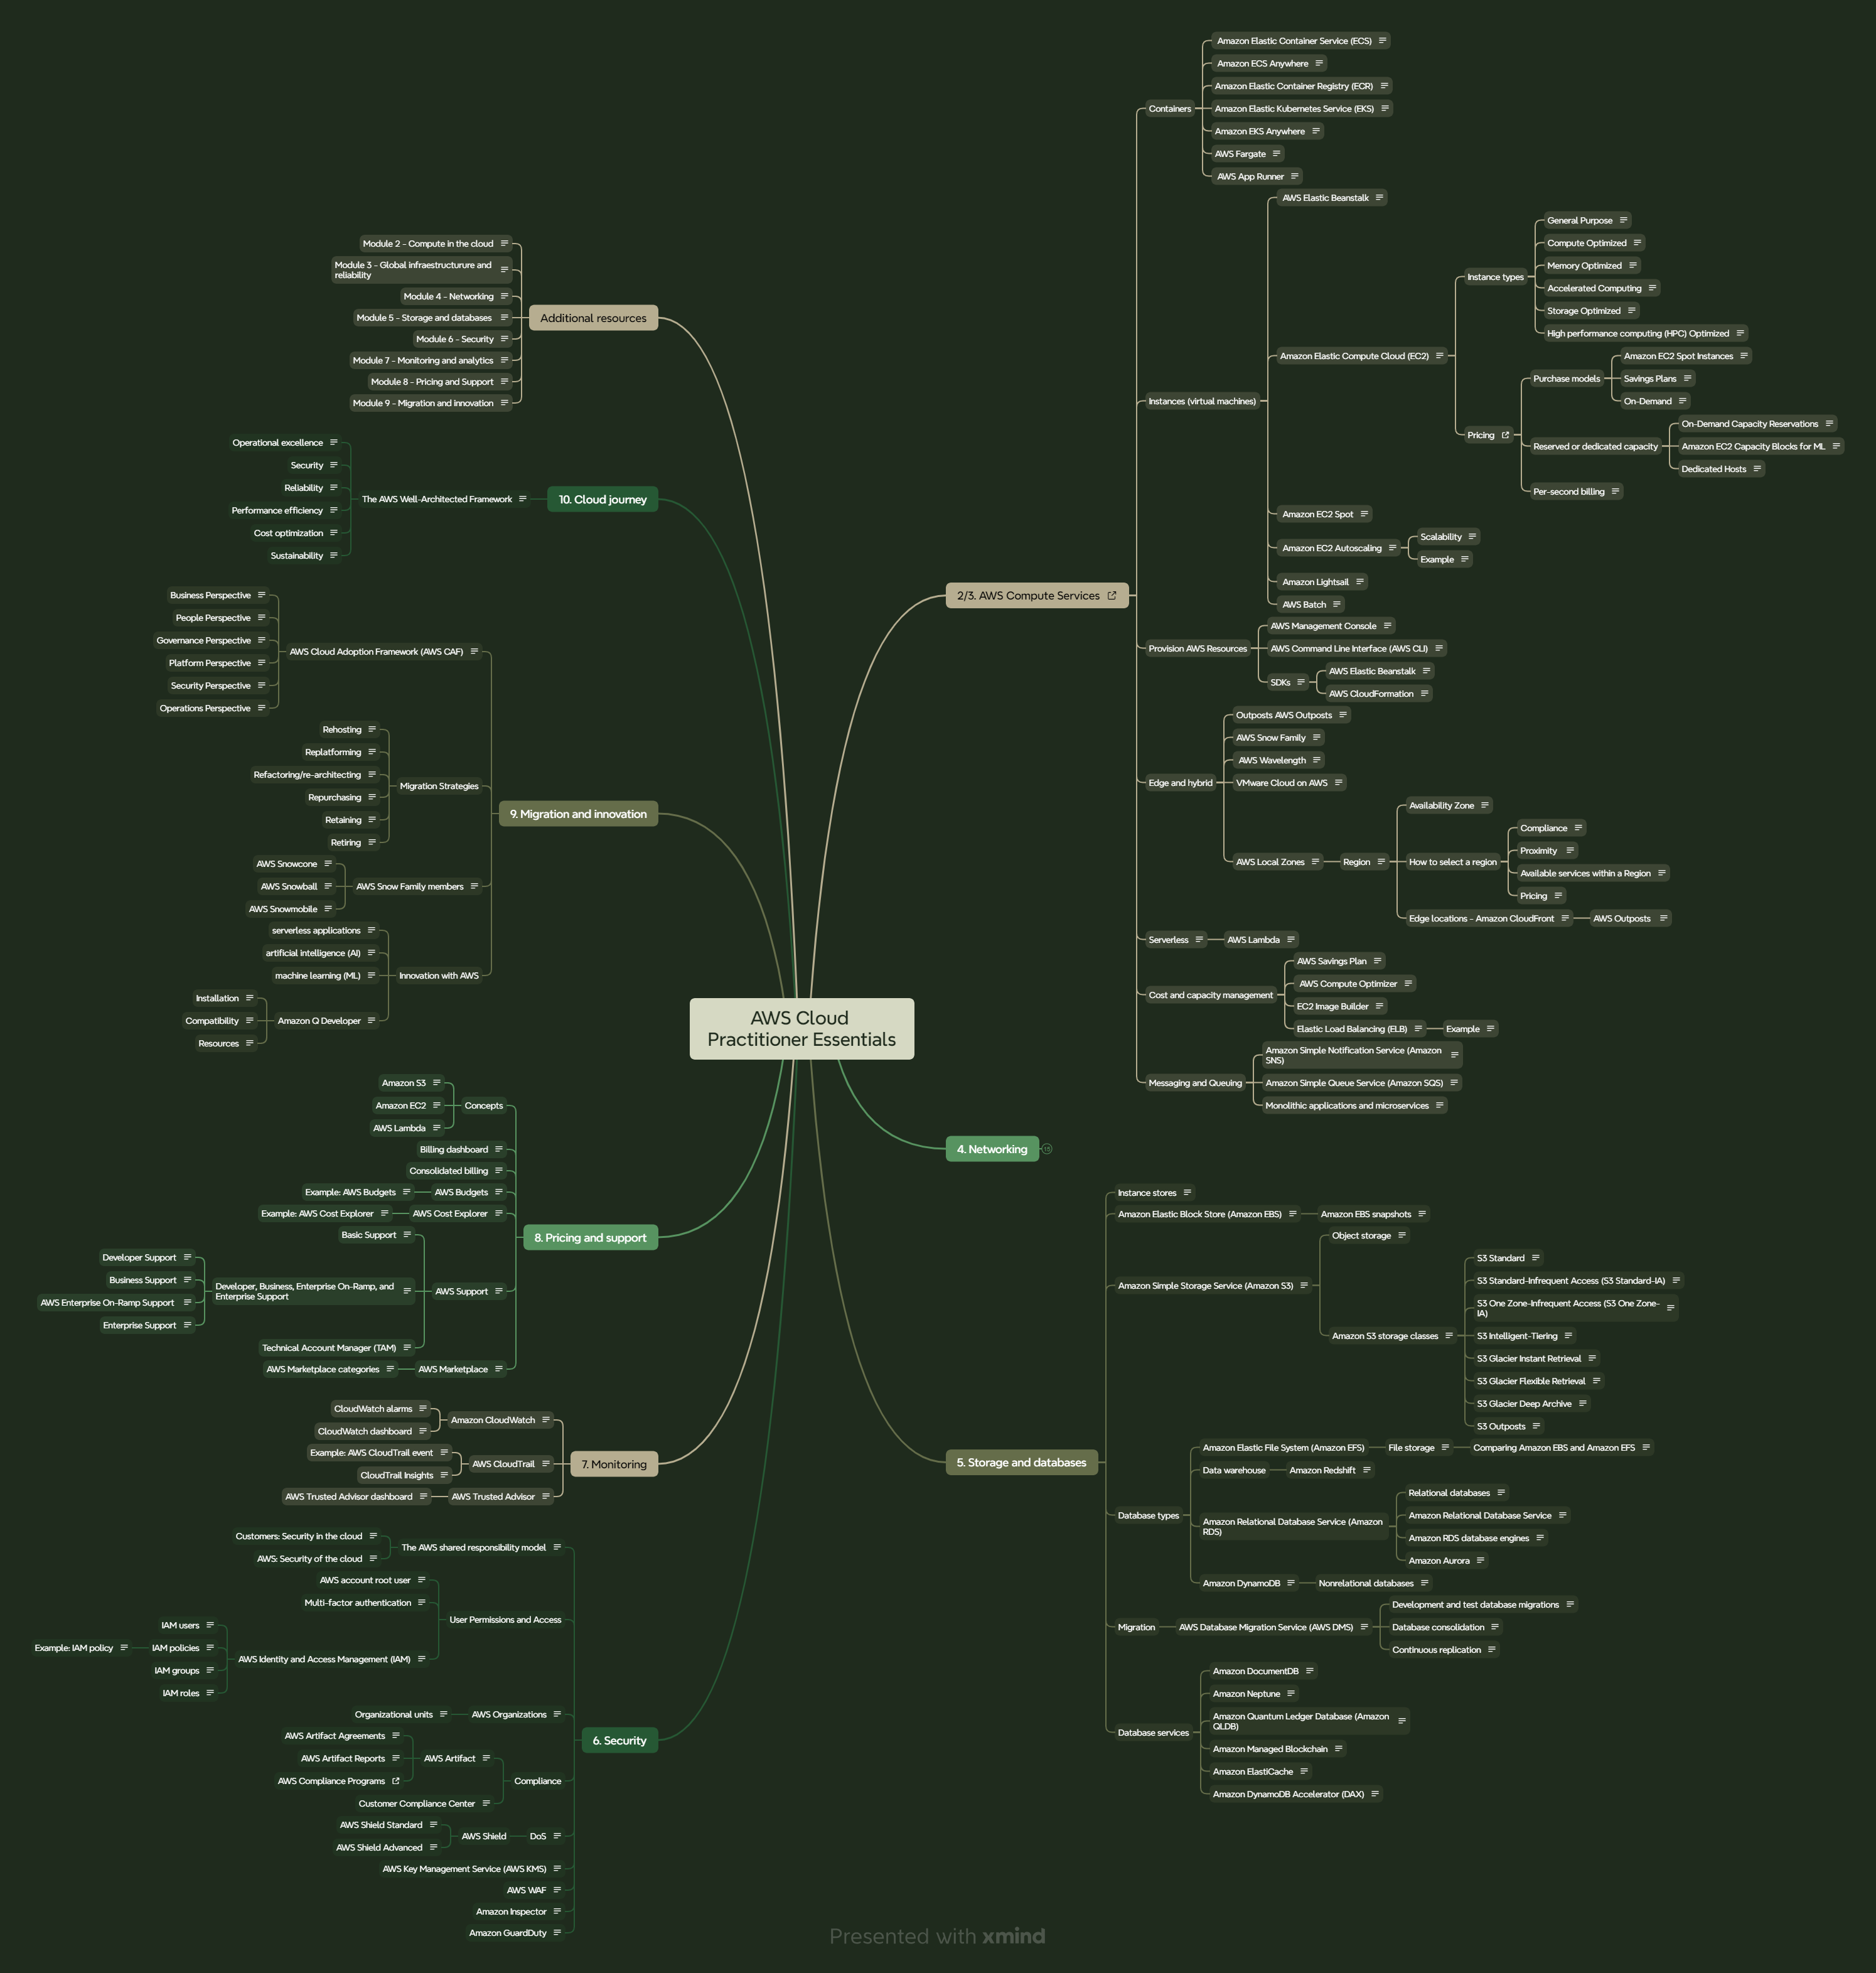 AWS Cloud
Practitioner Essentials
2/3. AWS Compute Services
Containers
Amazon Elastic Container Service (ECS)
Amazon ECS Anywhere
Amazon Elastic Container Registry (ECR)
Amazon Elastic Kubernetes Service (EKS)
Amazon EKS Anywhere
AWS Fargate
AWS App Runner
Instances (virtual machines)
AWS Elastic Beanstalk
Amazon Elastic Compute Cloud (EC2)
Instance types
General Purpose
Compute Optimized
Memory Optimized
Accelerated Computing
Storage Optimized
High performance computing (HPC) Optimized
Pricing
Purchase models
Amazon EC2 Spot Instances
Savings Plans
On-Demand
Reserved or dedicated capacity
On-Demand Capacity Reservations
Amazon EC2 Capacity Blocks for ML
Dedicated Hosts
Per-second billing
Amazon EC2 Spot
Amazon EC2 Autoscaling
Scalability
Example
Amazon Lightsail
AWS Batch
Provision AWS Resources
AWS Management Console
AWS Command Line Interface (AWS CLI)
SDKs
AWS Elastic Beanstalk
AWS CloudFormation
Edge and hybrid
Outposts AWS Outposts
AWS Snow Family
AWS Wavelength
VMware Cloud on AWS
AWS Local Zones
Region
Availability Zone
How to select a region
Compliance
Proximity
Available services within a Region
Pricing
Edge locations - Amazon CloudFront
AWS Outposts
Serverless
AWS Lambda
Cost and capacity management
AWS Savings Plan
AWS Compute Optimizer
EC2 Image Builder
Elastic Load Balancing (ELB)
Example
Messaging and Queuing
Amazon Simple Notification Service (Amazon
SNS)
Amazon Simple Queue Service (Amazon SQS)
Monolithic applications and microservices
4. Networking
5. Storage and databases
Instance stores
Amazon Elastic Block Store (Amazon EBS)
Amazon EBS snapshots
Amazon Simple Storage Service (Amazon S3)
Object storage
Amazon S3 storage classes
S3 Standard
S3 Standard-Infrequent Access (S3 Standard-IA)
S3 One Zone-Infrequent Access (S3 One Zone-
IA)
S3 Intelligent-Tiering
S3 Glacier Instant Retrieval
S3 Glacier Flexible Retrieval
S3 Glacier Deep Archive
S3 Outposts
Database types
Amazon Elastic File System (Amazon EFS)
File storage
Comparing Amazon EBS and Amazon EFS
Data warehouse
Amazon Redshift
Amazon Relational Database Service (Amazon
RDS)
Relational databases
Amazon Relational Database Service
Amazon RDS database engines
Amazon Aurora
Amazon DynamoDB
Nonrelational databases
Migration
AWS Database Migration Service (AWS DMS)
Development and test database migrations
Database consolidation
Continuous replication
Database services
Amazon DocumentDB
Amazon Neptune
Amazon Quantum Ledger Database (Amazon
QLDB)
Amazon Managed Blockchain
Amazon ElastiCache
Amazon DynamoDB Accelerator (DAX)
Additional resources
Module 2 - Compute in the cloud
Module 3 - Global infraestructurure and
reliability
Module 4 - Networking
Module 5 - Storage and databases
Module 6 - Security
Module 7 - Monitoring and analytics
Module 8 - Pricing and Support
Module 9 - Migration and innovation
10. Cloud journey
The AWS Well-Architected Framework
Operational excellence
Security
Reliability
Performance efficiency
Cost optimization
Sustainability
9. Migration and innovation
AWS Cloud Adoption Framework (AWS CAF)
Business Perspective
People Perspective
Governance Perspective
Platform Perspective
Security Perspective
Operations Perspective
Migration Strategies
Rehosting
Replatforming
Refactoring/re-architecting
Repurchasing
Retaining
Retiring
AWS Snow Family members
AWS Snowcone
AWS Snowball
AWS Snowmobile
Innovation with AWS
serverless applications
artificial intelligence (AI)
machine learning (ML)
Amazon Q Developer
Installation
Compatibility
Resources
8. Pricing and support
Concepts
Amazon S3
Amazon EC2
AWS Lambda
Billing dashboard
Consolidated billing
AWS Budgets
Example: AWS Budgets
AWS Cost Explorer
Example: AWS Cost Explorer
AWS Support
Basic Support
Developer, Business, Enterprise On-Ramp, and
Enterprise Support
Developer Support
Business Support
AWS Enterprise On-Ramp Support
Enterprise Support
Technical Account Manager (TAM)
AWS Marketplace
AWS Marketplace categories
7. Monitoring
Amazon CloudWatch
CloudWatch alarms
CloudWatch dashboard
AWS CloudTrail
Example: AWS CloudTrail event
CloudTrail Insights
AWS Trusted Advisor
AWS Trusted Advisor dashboard
6. Security
The AWS shared responsibility model
Customers: Security in the cloud
AWS: Security of the cloud
User Permissions and Access
AWS account root user
Multi-factor authentication
AWS Identity and Access Management (IAM)
IAM users
IAM policies
Example: IAM policy
IAM groups
IAM roles
AWS Organizations
Organizational units
Compliance
AWS Artifact
AWS Artifact Agreements
AWS Artifact Reports
AWS Compliance Programs
Customer Compliance Center
DoS
AWS Shield
AWS Shield Standard
AWS Shield Advanced
AWS Key Management Service (AWS KMS)
AWS WAF
Amazon Inspector
Amazon GuardDuty
Presented with xmind